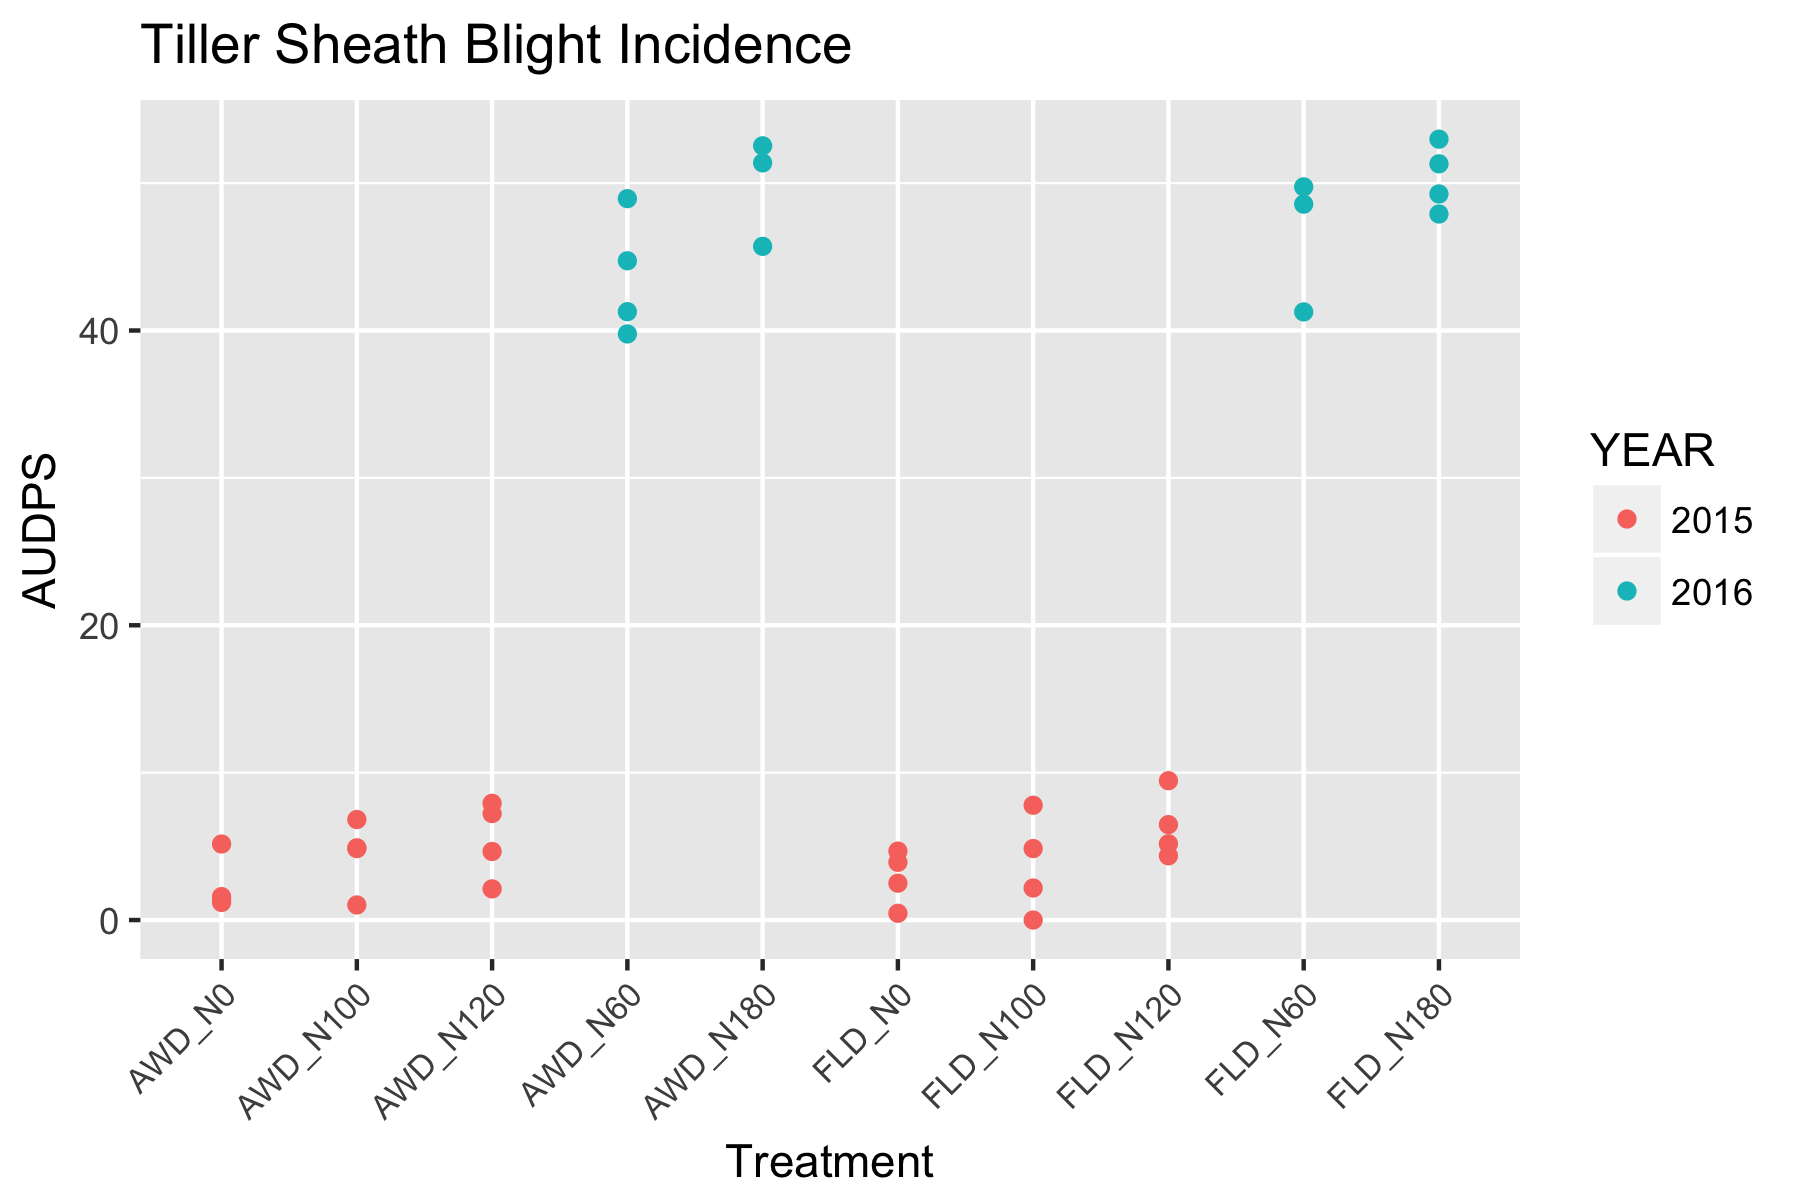 Tiller Sheath Blight Incidence
AUDPS
40
20
0
AWD_N0
AWD_N100
AWD_N120
AWD_N60
AWD_N180
FLD_N0
FLD_N100
FLD_N120
FLD_N60
FLD_N180
Treatment
YEAR
2015
2016